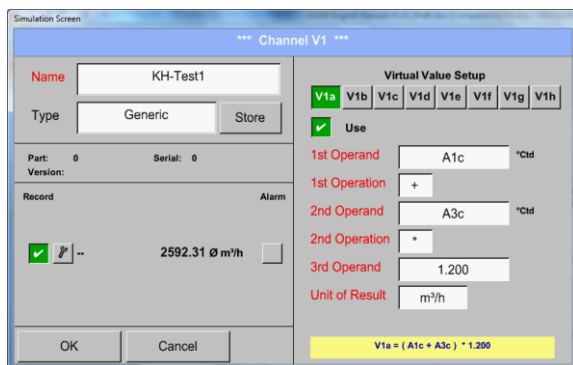 Simulation Screen
*** Channel V1 ***
Name KH-Test1
Type Generic Store
Part: 0 Serial: 0
Version:
Record Alarm
-- 2592.31 Ø m³/h
OK Cancel
Virtual Value Setup
V1a V1b V1c V1d V1e V1f V1g V1h
Use
1st Operand A1c °Ctd
1st Operation +
2nd Operand A3c °Ctd
2nd Operation *
3rd Operand 1.200
Unit of Result m³/h
V1a = ( A1c + A3c ) * 1.200